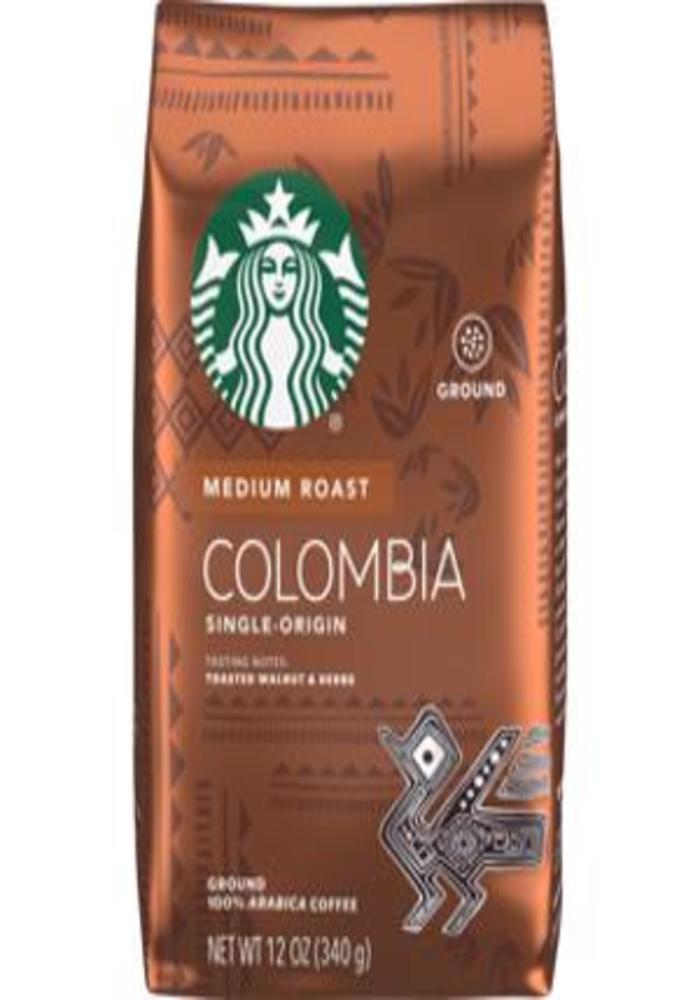 GROUND
MEDIUM ROAST
COLOMBIA
SINGLE-ORIGIN
TASTING NOTES:
TOASTED WALNUT & HERBS
GROUND
100% ARABICA COFFEE
NET WT 12 OZ (340 g)